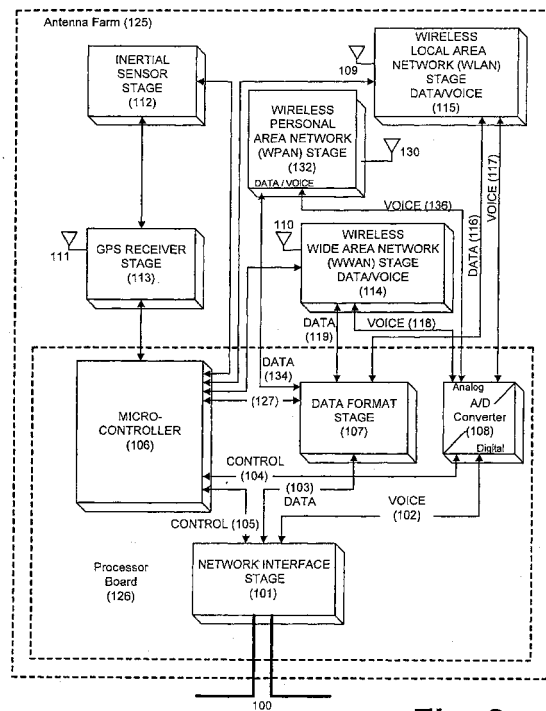 Antenna Farm (125)
INERTIAL
SENSOR
STAGE
(112)
109
WIRELESS
LOCAL AREA
NETWORK (WLAN)
STAGE
DATA/VOICE
(115)
WIRELESS
PERSONAL
AREA NETWORK
(WPAN) STAGE
(132)
DATA / VOICE
130
VOICE (117)
DATA (116)
VOICE (136)
111
GPS RECEIVER
STAGE
(113)
110
WIRELESS
WIDE AREA NETWORK
(WWAN) STAGE
DATA/VOICE
(114)
DATA
(119)
VOICE (118)
DATA
(134)
(127)
MICRO-
CONTROLLER
(106)
DATA FORMAT
STAGE
(107)
Analog
A/D
Converter
(108)
Digital
CONTROL
(104)
(103)
DATA
VOICE
(102)
CONTROL (105)
Processor
Board
(126)
NETWORK INTERFACE
STAGE
(101)
100